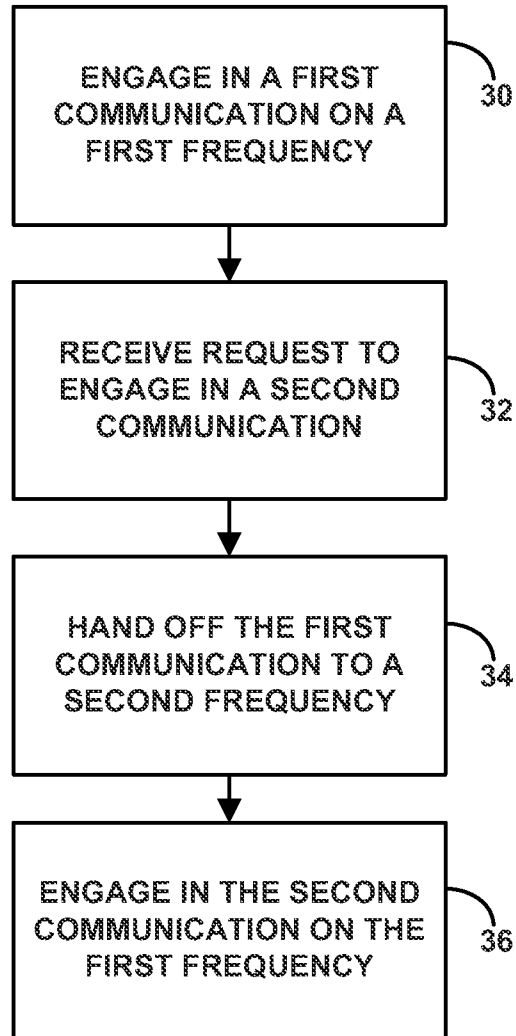 ENGAGE IN A FIRST
COMMUNICATION ON A
FIRST FREQUENCY
30
RECEIVE REQUEST TO
ENGAGE IN A SECOND
COMMUNICATION
32
HAND OFF THE FIRST
COMMUNICATION TO A
SECOND FREQUENCY
34
ENGAGE IN THE SECOND
COMMUNICATION ON THE
FIRST FREQUENCY
36